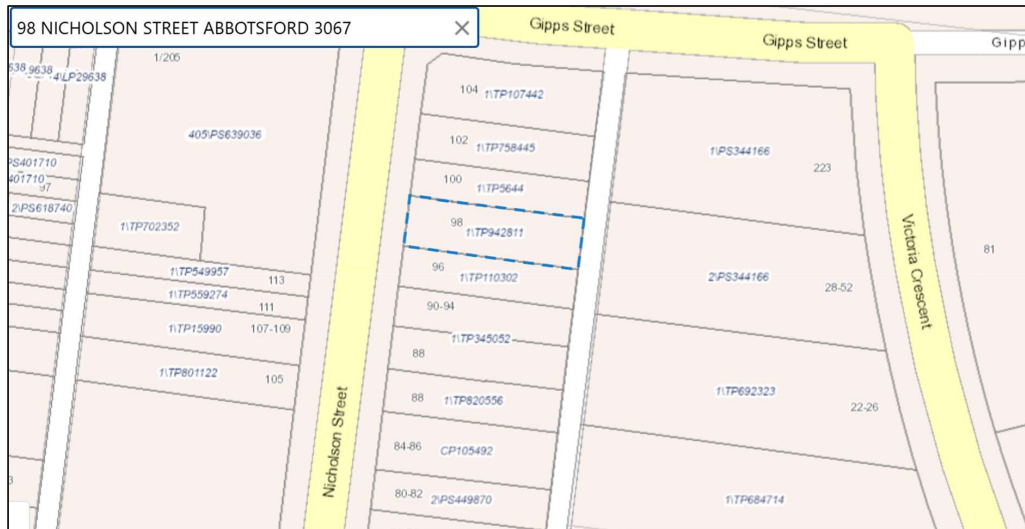 98 NICHOLSON STREET ABBOTSFORD 3067
Gipps Street
Gipps Street
Gipp
1/205
9638
4\LP29638
405\PS639036
PS401710
401710
97
2\PS618740
1\TP702352
1\TP549957
113
1\TP559274
111
1\TP15990
107-109
1\TP801122
105
Nicholson Street
104
1\TP107442
102
1\TP758445
100
1\TP5644
98
1\TP942811
96
1\TP110302
90-94
1\TP345052
88
88
1\TP820556
84-86
CP105492
80-82
2\PS449870
1\PS344166
223
2\PS344166
28-52
1\TP692323
22-26
1\TP684714
Victoria Crescent
81